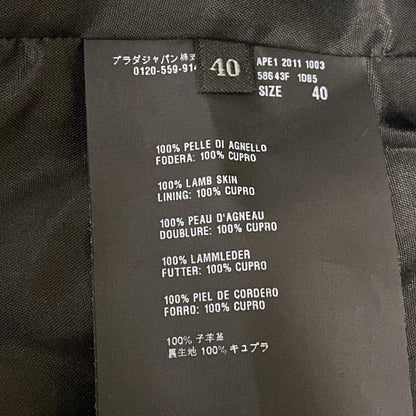 プラダジャパン株式
0120-559-914
40
APE1 2011 1003
56643F 1DB5
SIZE 40
100% PELLE DI AGNELLO
FODERA: 100% CUPRO
100% LAMB SKIN
LINING: 100% CUPRO
100% PEAU D'AGNEAU
DOUBLURE: 100% CUPRO
100% LAMMLEDER
FUTTER: 100% CUPRO
100% PIEL DE CORDERO
FORRO: 100% CUPRO
100% 子羊革
裏生地 100% キュプラ